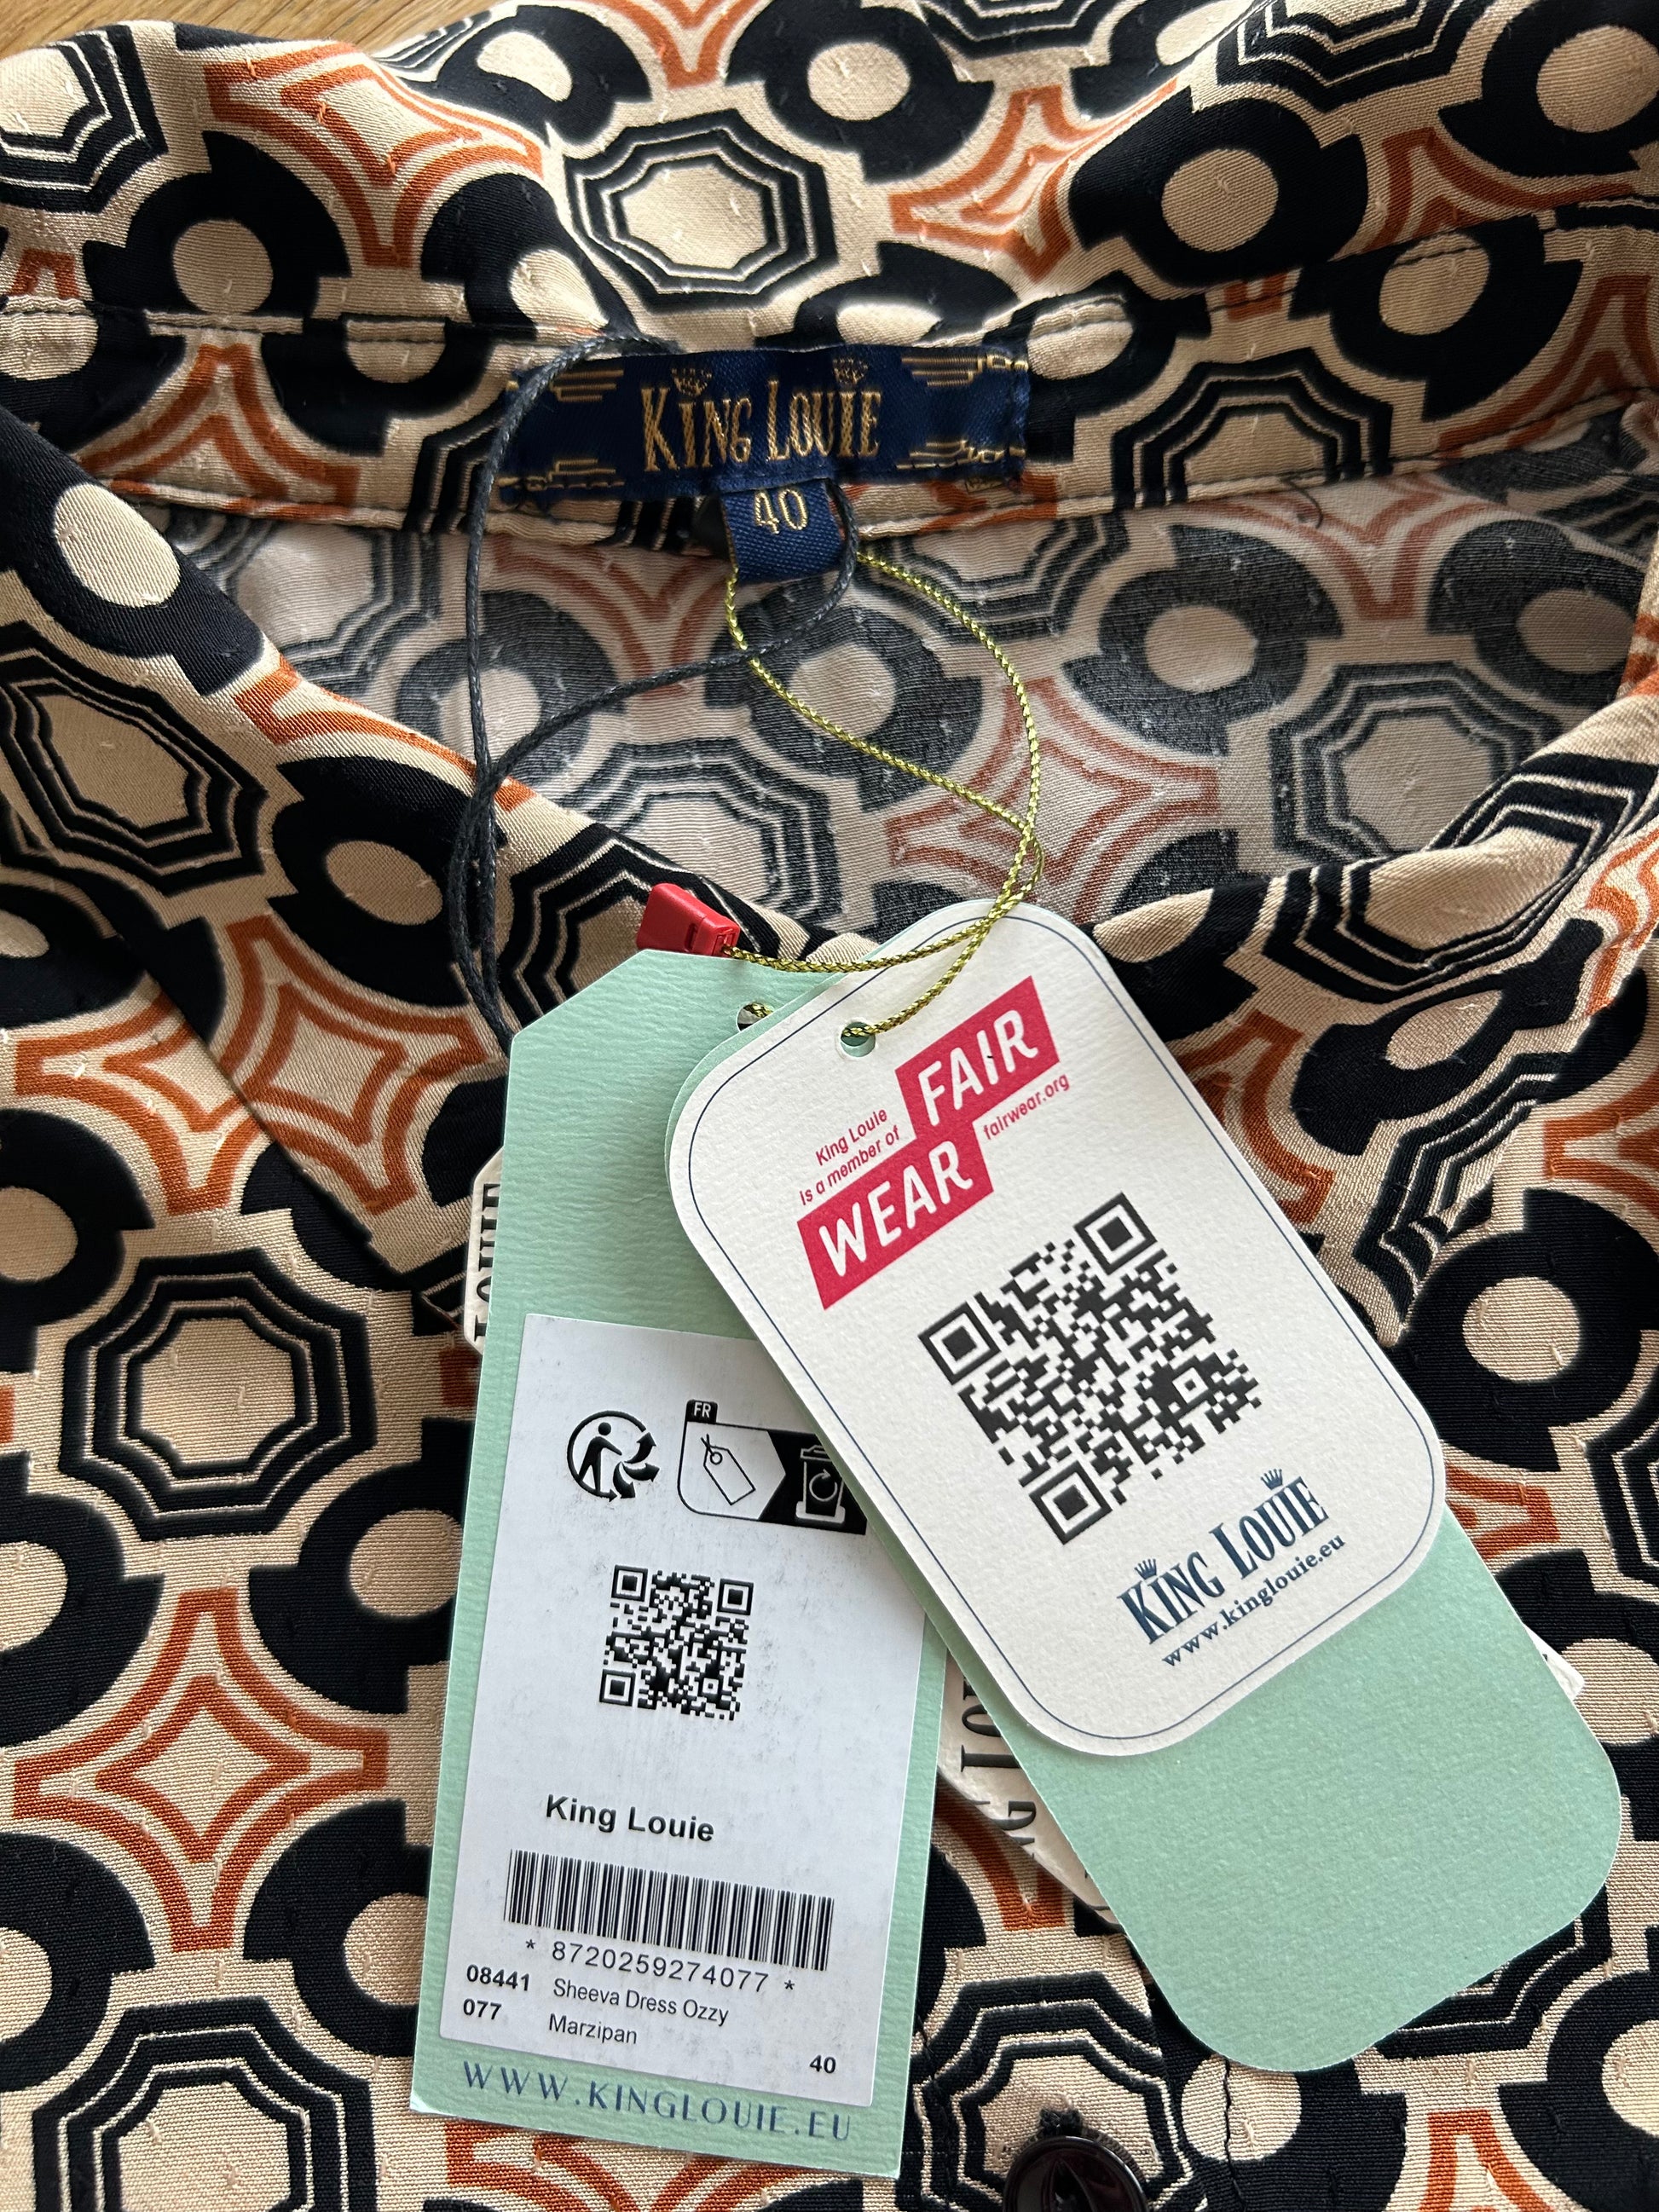 KING LOUIE
40
King Louie
is a member of
FAIR
WEAR
fairwear.org
KING LOUIE
www.kinglouie.eu
FR
King Louie
* 8720259274077 *
08441 Sheeva Dress Ozzy
077 Marzipan
40
WWW.KINGLOUIE.EU